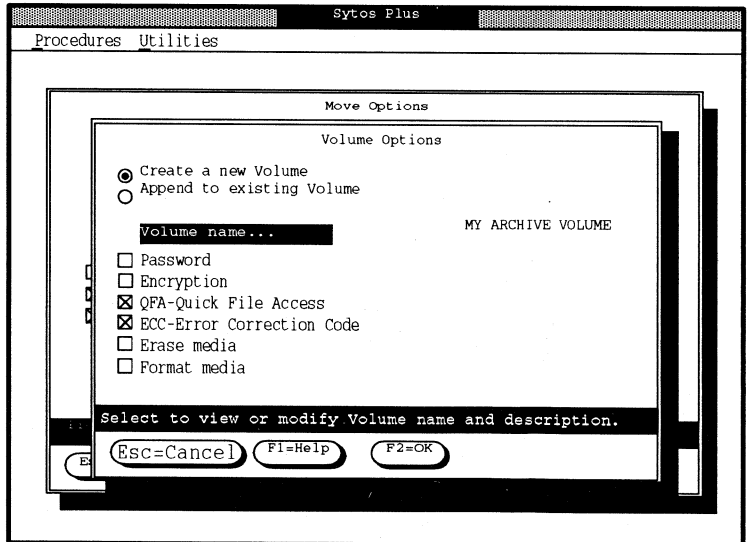 Sytos Plus
Procedures Utilities
Move Options
Volume Options
Create a new Volume
Append to existing Volume
Volume name... MY ARCHIVE VOLUME
Password
Encryption
QFA-Quick File Access
ECC-Error Correction Code
Erase media
Format media
Select to view or modify Volume name and description.
Esc=Cancel F1=Help F2=OK